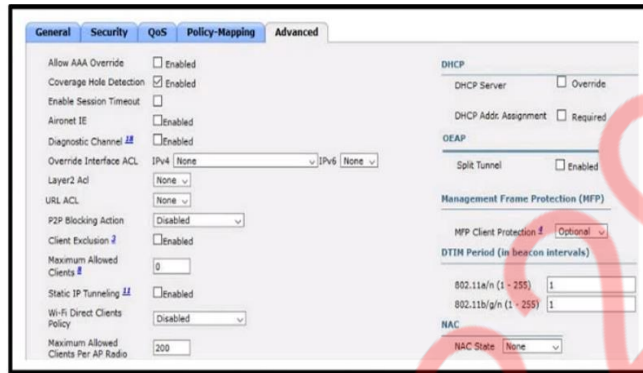 General Security QoS Policy-Mapping Advanced
Allow AAA Override Enabled
Coverage Hole Detection Enabled
Enable Session Timeout
Aironet IE Enabled
Diagnostic Channel 18 Enabled
Override Interface ACL IPv4 None IPv6 None
Layer2 Acl None
URL ACL None
P2P Blocking Action Disabled
Client Exclusion 3 Enabled
Maximum Allowed
Clients 8 0
Static IP Tunneling 11 Enabled
Wi-Fi Direct Clients
Policy Disabled
Maximum Allowed
Clients Per AP Radio 200
DHCP
DHCP Server Override
DHCP Addr. Assignment Required
OEAP
Split Tunnel Enabled
Management Frame Protection (MFP)
MFP Client Protection 4 Optional
DTIM Period (in beacon intervals)
802.11a/n (1 - 255) 1
802.11b/g/n (1 - 255) 1
NAC
NAC State None